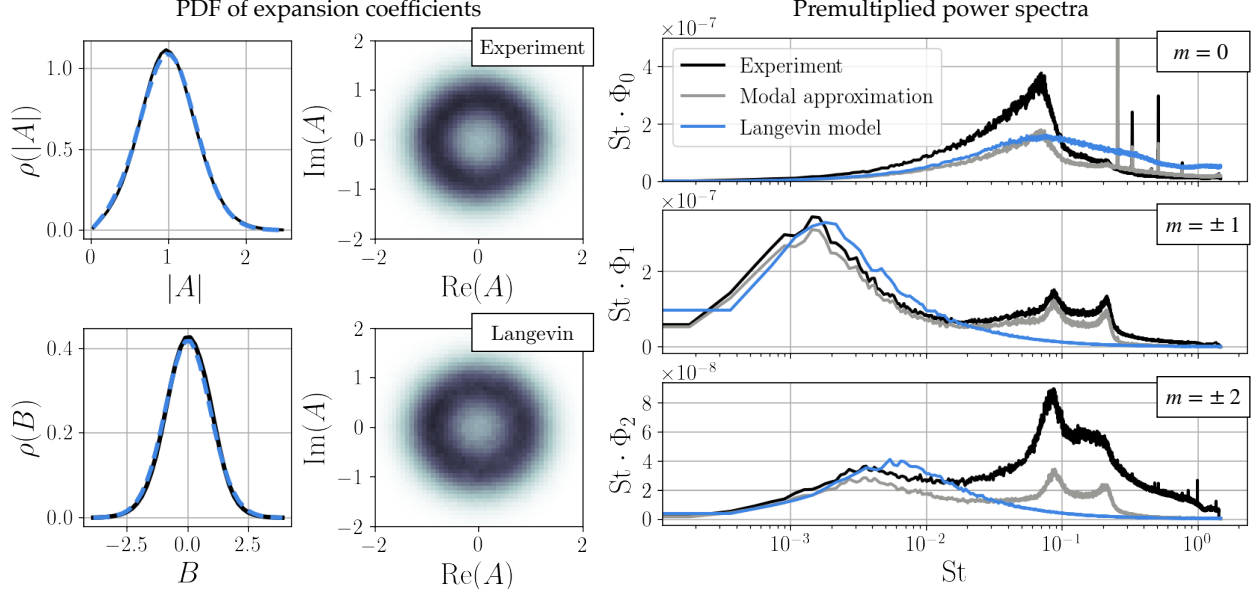 PDF of expansion coefficients
ρ(|A|)
1.0
0.5
0.0
0
1
2
|A|
Experiment
Im(A)
2
1
0
−1
−2
−2
0
2
Re(A)
ρ(B)
0.4
0.2
0.0
−2.5
0.0
2.5
B
Langevin
Im(A)
2
1
0
−1
−2
−2
0
2
Re(A)
Premultiplied power spectra
×10⁻⁷
m = 0
St · Φ₀
4
2
0
Experiment
Modal approximation
Langevin model
×10⁻⁷
m = ± 1
St · Φ₁
2
0
×10⁻⁸
m = ± 2
St · Φ₂
8
6
4
2
0
10⁻³
10⁻²
10⁻¹
10⁰
St